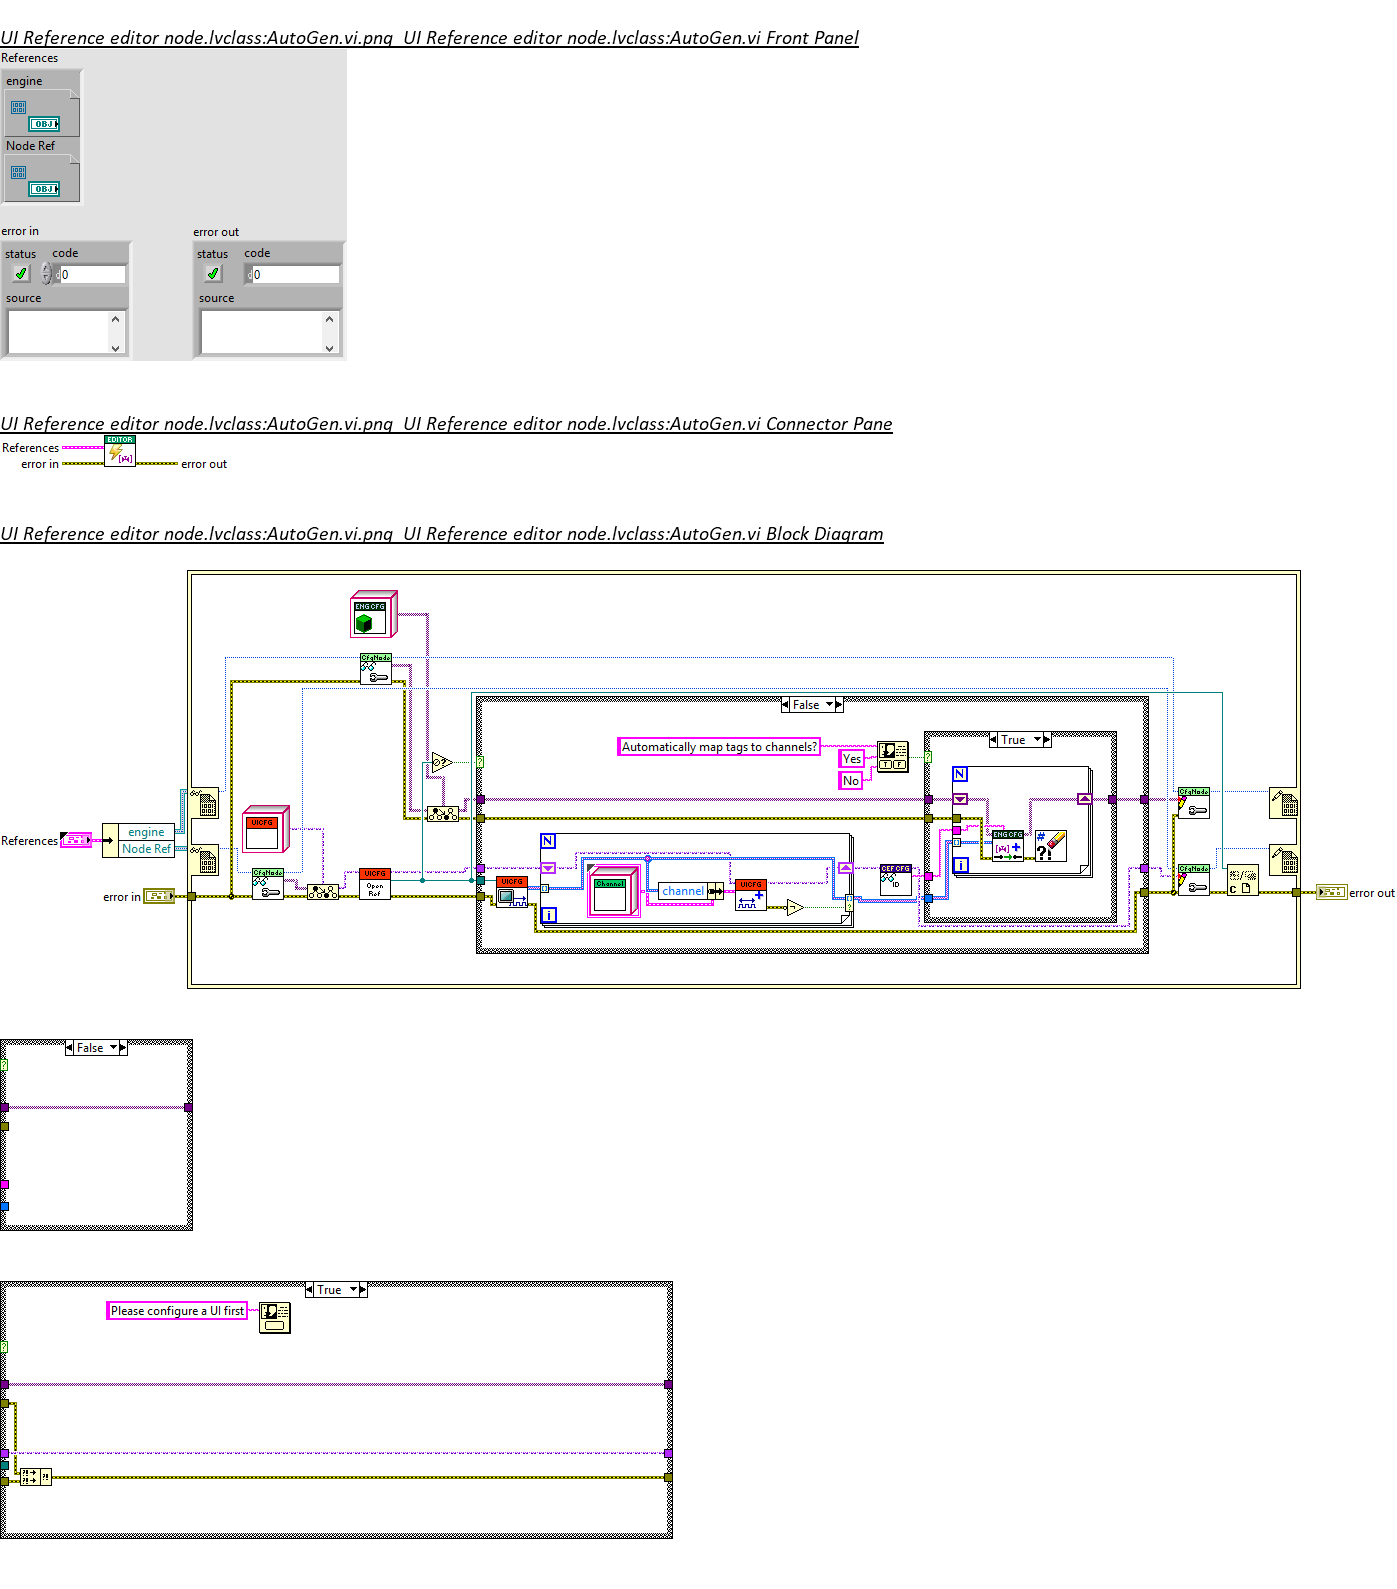 UI Reference editor node.lvclass:AutoGen.vi.png UI Reference editor node.lvclass:AutoGen.vi Front Panel
References
engine
OBJ
Node Ref
OBJ
error in
error out
status code
status code
d 0
d 0
source
source
UI Reference editor node.lvclass:AutoGen.vi.png UI Reference editor node.lvclass:AutoGen.vi Connector Pane
EDITOR
References
error in
error out
UI Reference editor node.lvclass:AutoGen.vi.png UI Reference editor node.lvclass:AutoGen.vi Block Diagram
ENG CFG
CfgNode
False
Automatically map tags to channels?
Yes
No
T F
True
N
CfgNode
UICFG
References
engine
Node Ref
ENG CFG
#
?!
N
CfgNode
UICFG
Open
Ref
UICFG
Channel
channel
UICFG
ID
i
i
CfgNode
C
error in
error out
False
True
Please configure a UI first